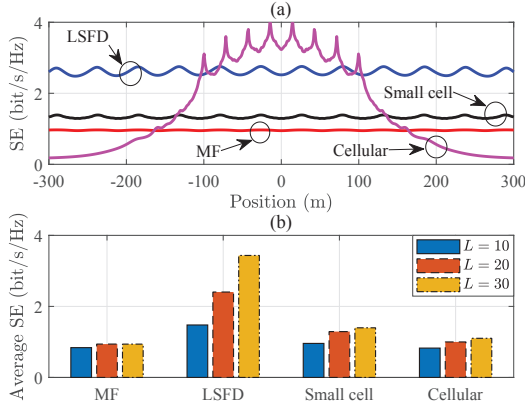 (a)
SE (bit/s/Hz)
4
2
0
LSFD
Small cell
MF
Cellular
-300 -200 -100 0 100 200 300
Position (m)
(b)
Average SE (bit/s/Hz)
4
2
0
L = 10
L = 20
L = 30
MF LSFD Small cell Cellular